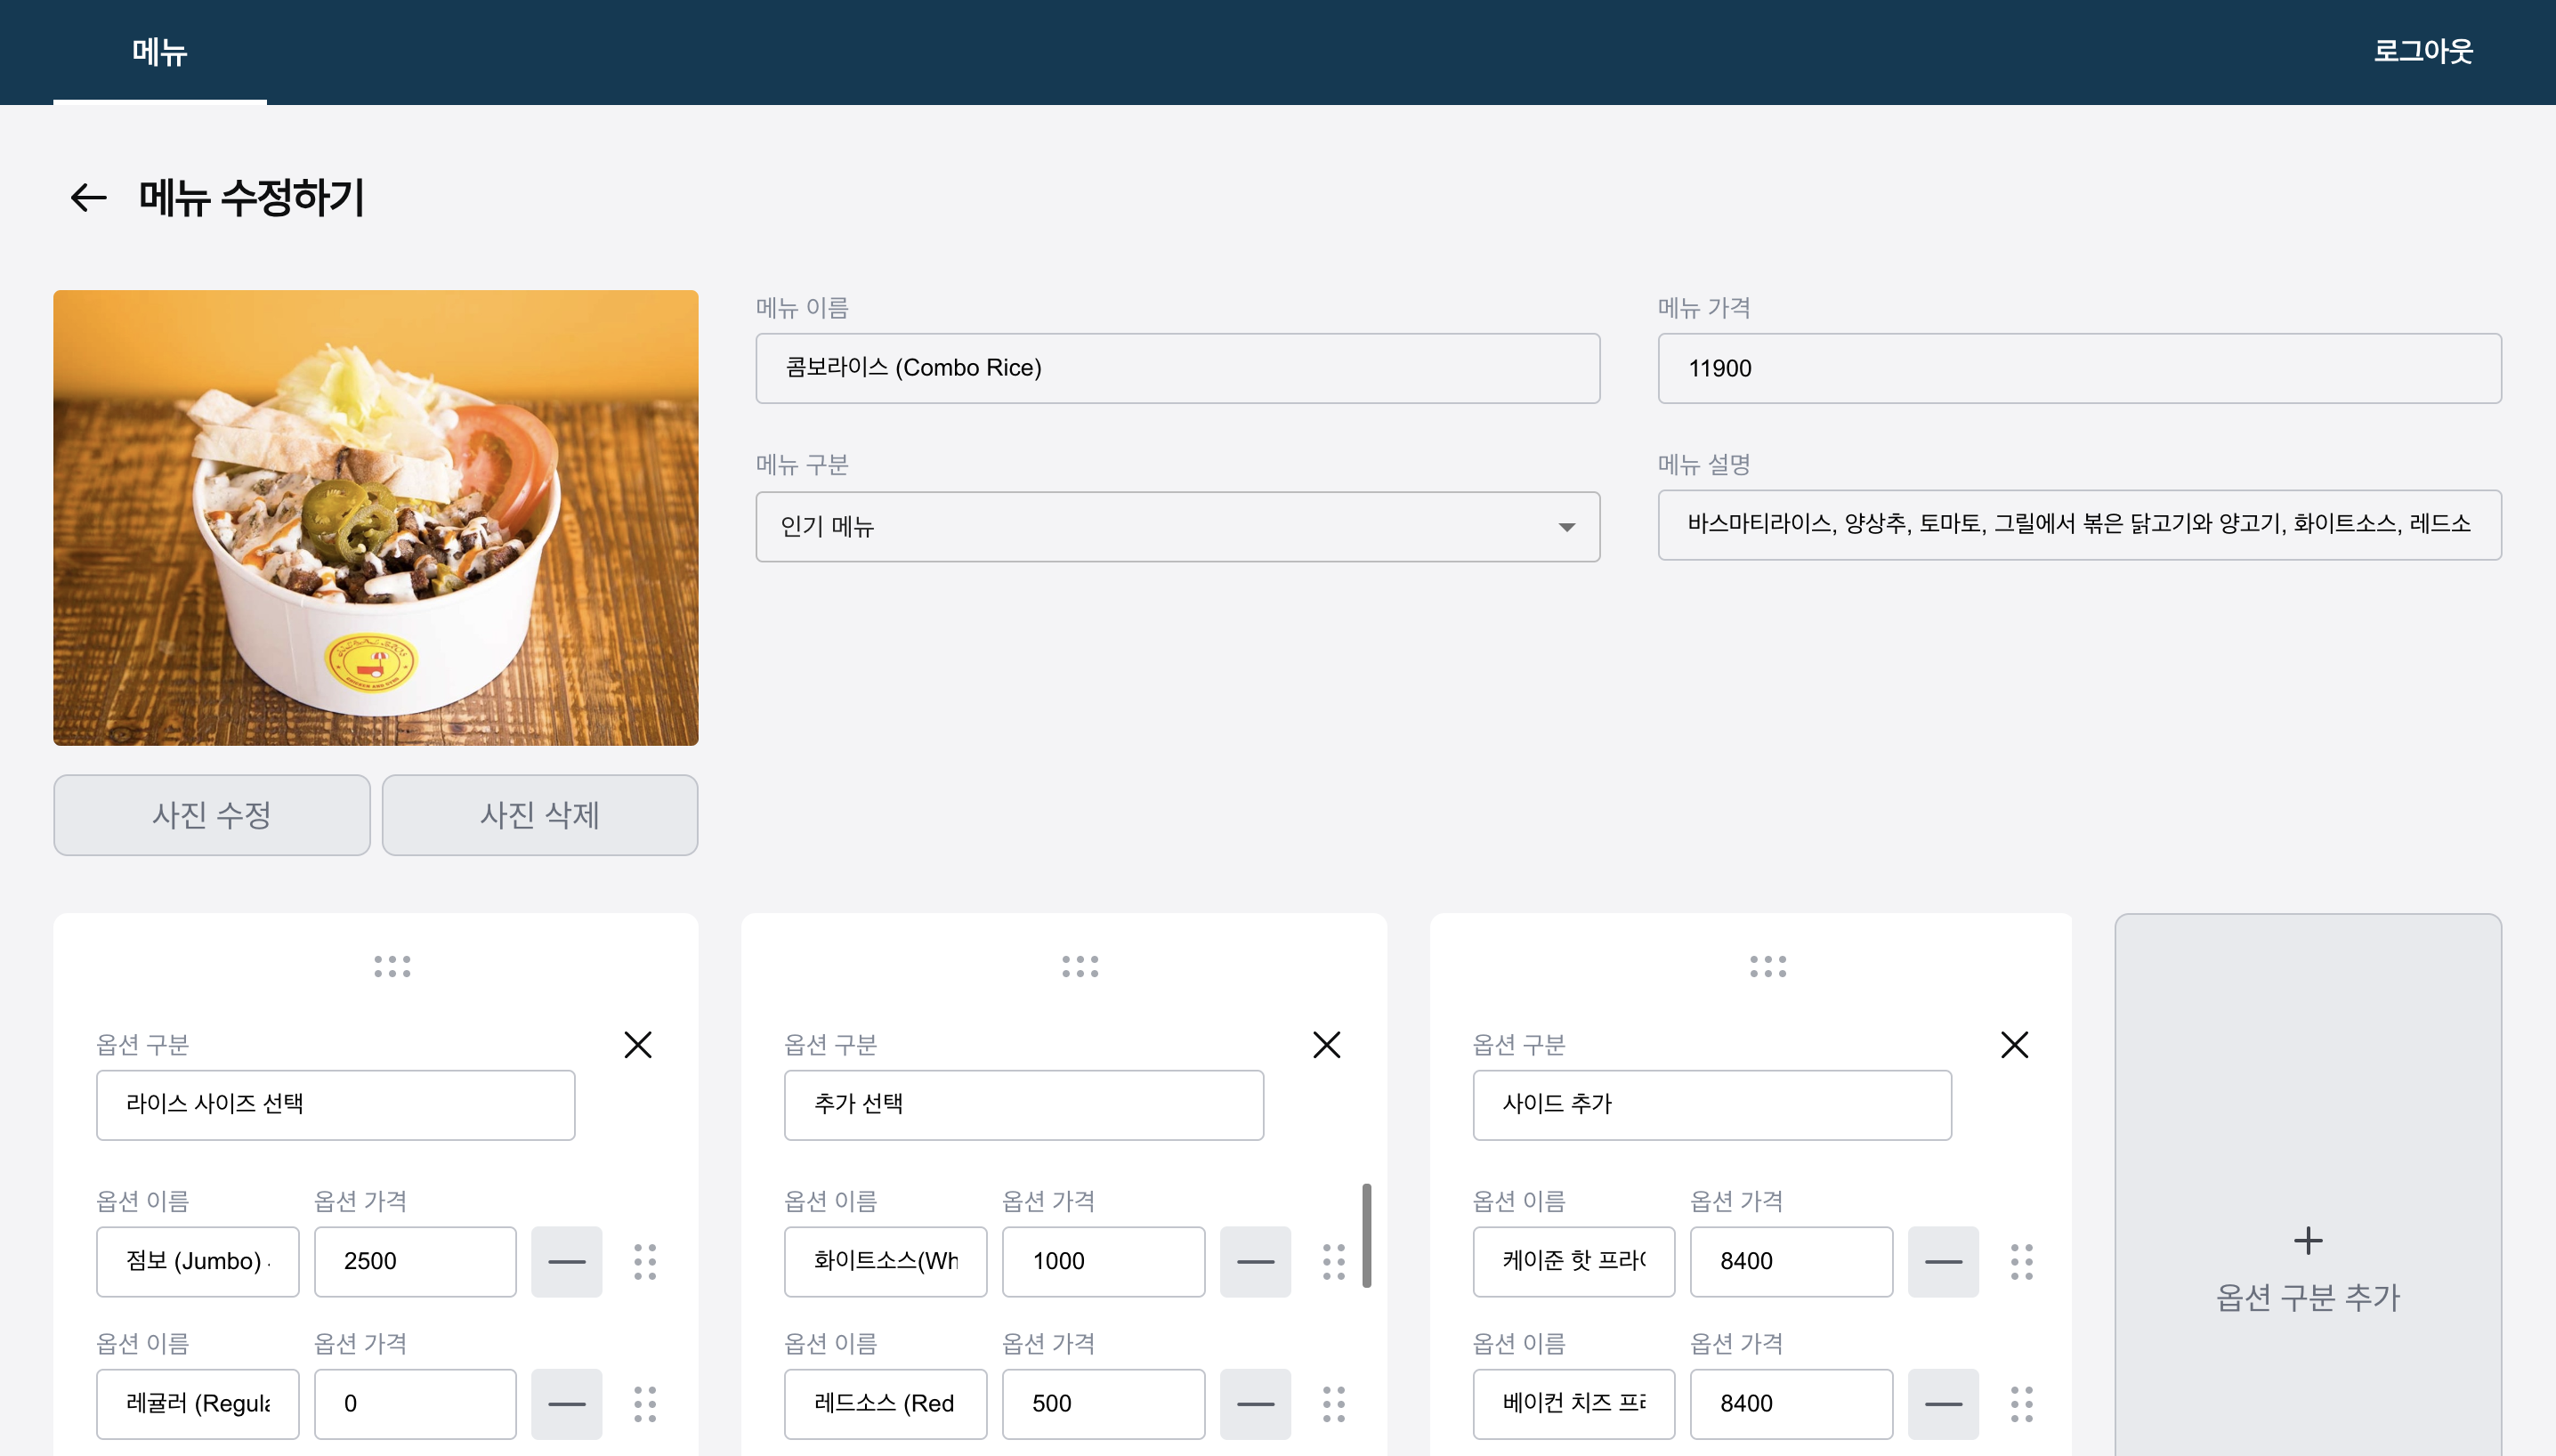 메뉴
로그아웃
메뉴 수정하기
메뉴 이름
메뉴 가격
콤보라이스 (Combo Rice)
11900
메뉴 구분
메뉴 설명
인기 메뉴
바스마티라이스, 양상추, 토마토, 그릴에서 볶은 닭고기와 양고기, 화이트소스, 레드소
사진 수정
사진 삭제
옵션 구분
라이스 사이즈 선택
옵션 이름 옵션 가격
점보 (Jumbo) 2500
옵션 이름 옵션 가격
레귤러 (Regula 0
옵션 구분
추가 선택
옵션 이름 옵션 가격
화이트소스(Wh 1000
옵션 이름 옵션 가격
레드소스 (Red 500
옵션 구분
사이드 추가
옵션 이름 옵션 가격
케이준 핫 프라이 8400
옵션 이름 옵션 가격
베이컨 치즈 8400
옵션 구분 추가